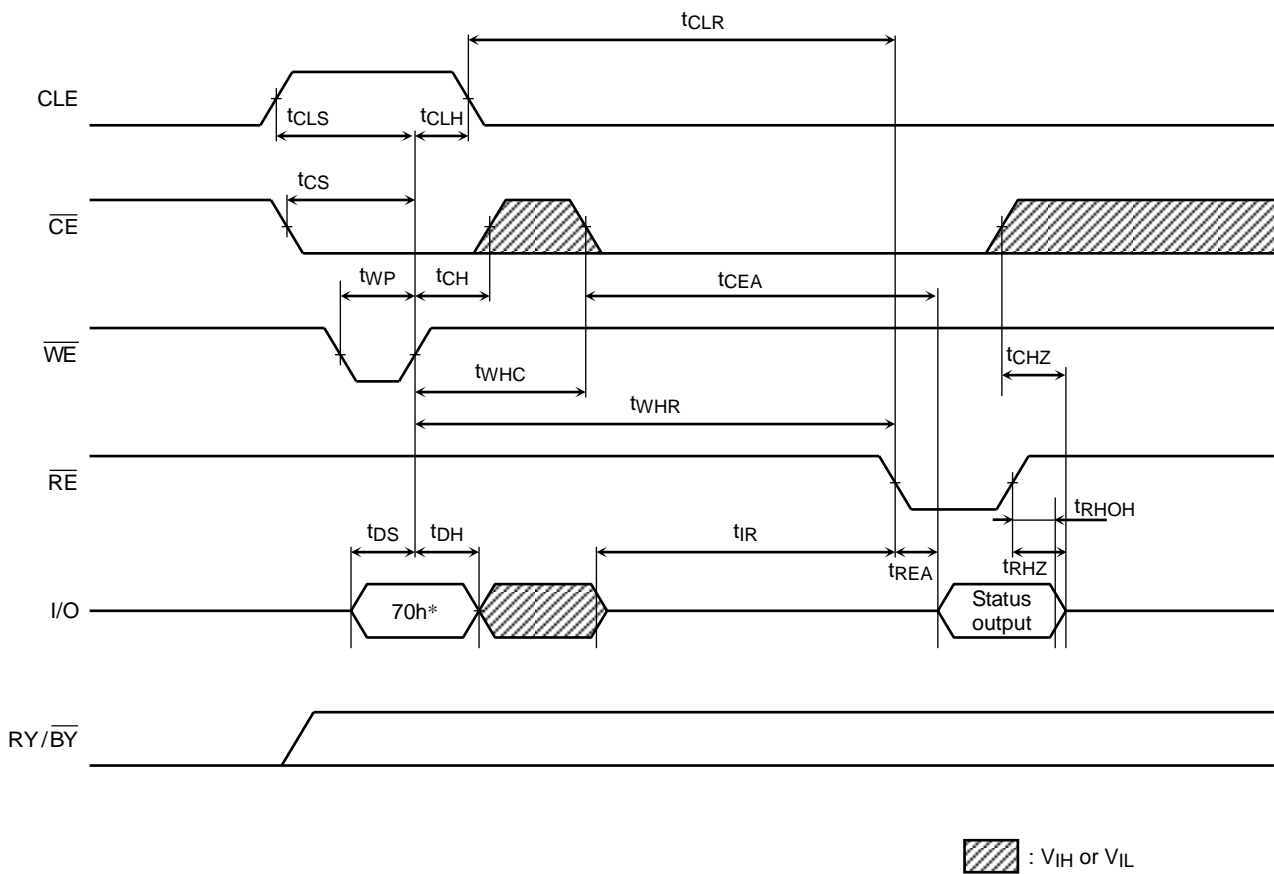 tCLR
CLE
tCLS
tCLH
tCS
CE
tWP
tCH
tCEA
WE
tCHZ
tWHC
tWHR
RE
tRHOH
tDS
tDH
tIR
tREA
tRHZ
I/O
70h*
Status
output
RY/BY
: VIH or VIL